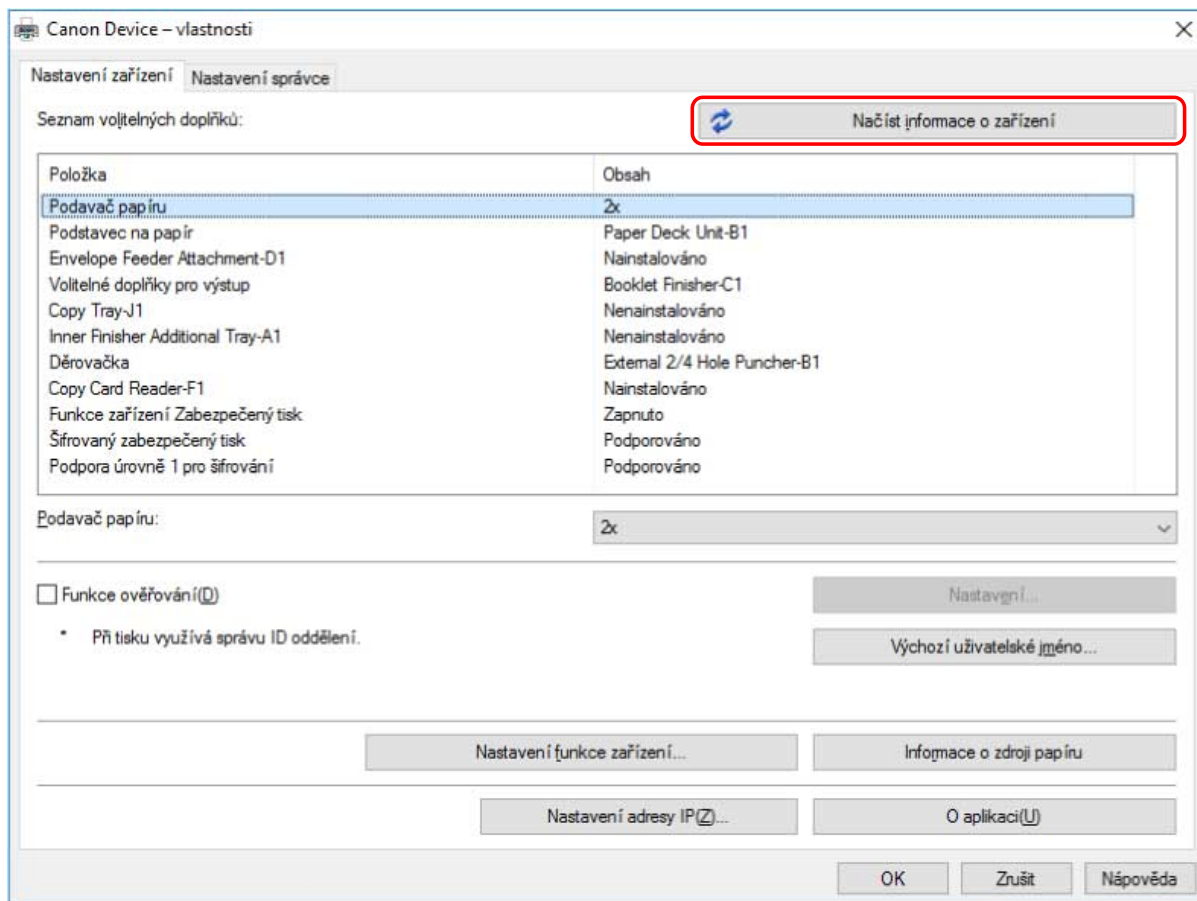 Canon Device – vlastnosti
Nastavení zařízení Nastavení správce
Seznam volitelných doplňků: Načíst informace o zařízení
Položka Obsah
Podavač papíru 2x
Podstavec na papír Paper Deck Unit-B1
Envelope Feeder Attachment-D1 Nainstalováno
Volitelné doplňky pro výstup Booklet Finisher-C1
Copy Tray-J1 Nenainstalováno
Inner Finisher Additional Tray-A1 Nenainstalováno
Děrovačka External 2/4 Hole Puncher-B1
Copy Card Reader-F1 Nainstalováno
Funkce zařízení Zabezpečený tisk Zapnuto
Šifrovaný zabezpečený tisk Podporováno
Podpora úrovně 1 pro šifrování Podporováno
Podavač papíru: 2x
Funkce ověřování(D) Nastavení...
* Při tisku využívá správu ID oddělení.
Výchozí uživatelské jméno...
Nastavení funkce zařízení... Informace o zdroji papíru
Nastavení adresy IP(Z)... O aplikaci(U)
OK Zrušit Nápověda